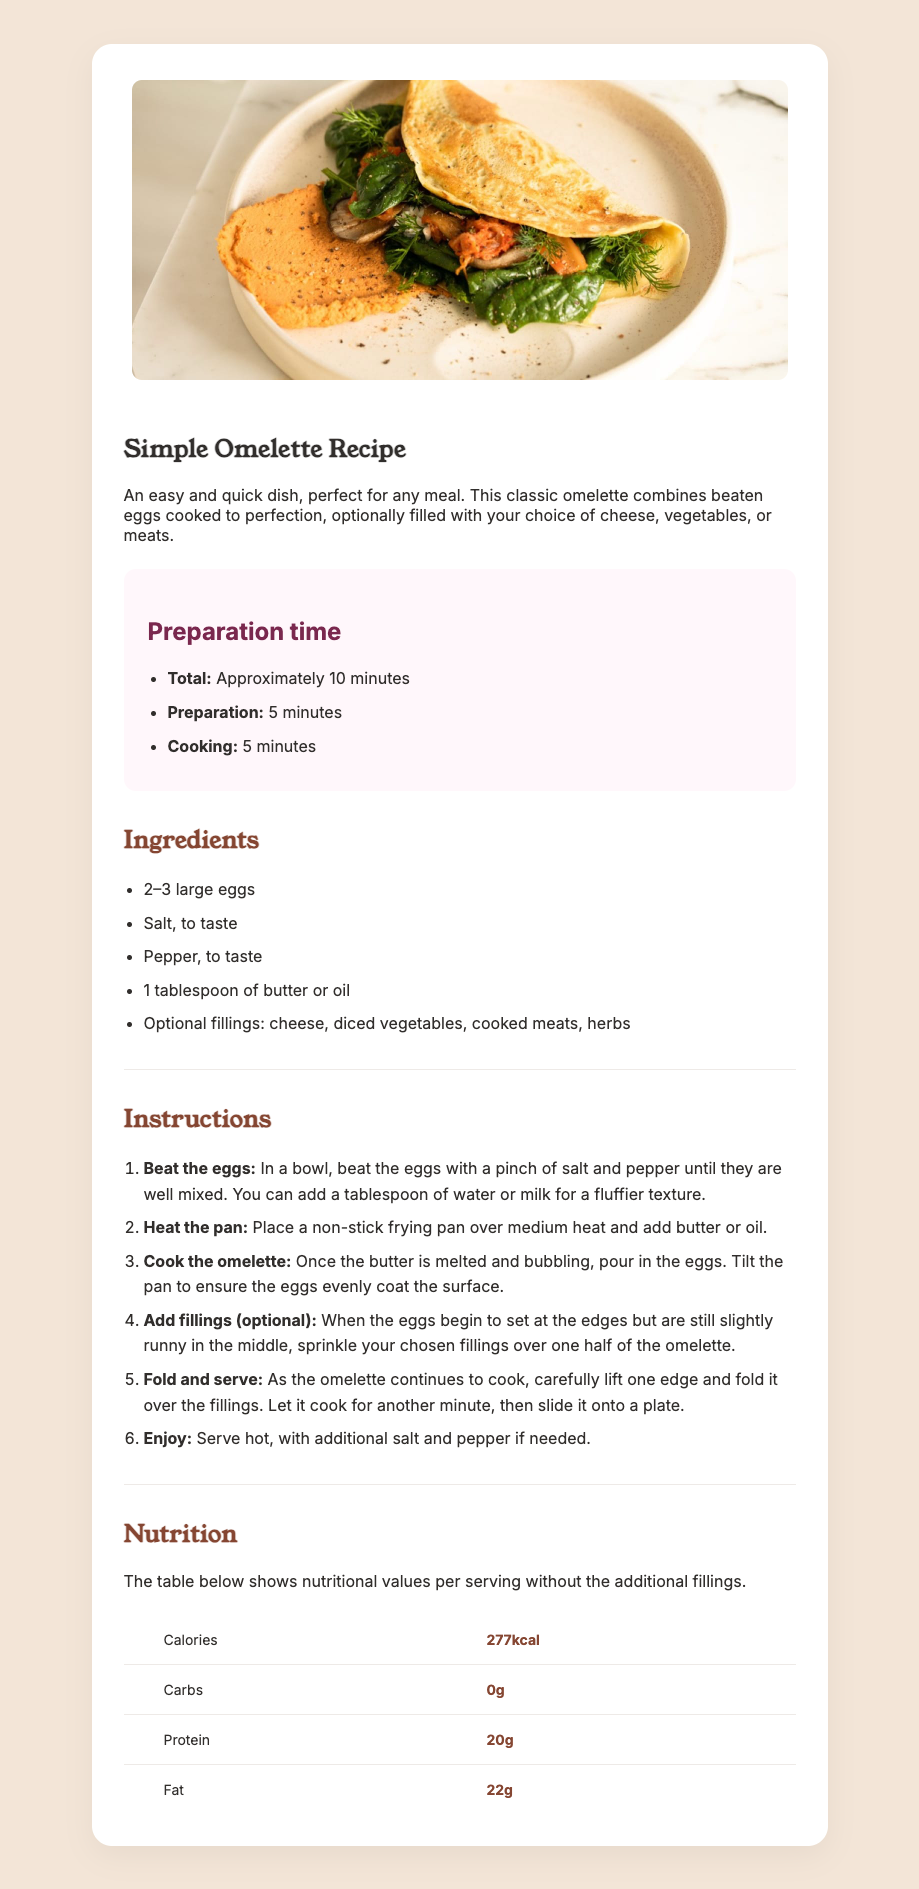 Simple Omelette Recipe
An easy and quick dish, perfect for any meal. This classic omelette combines beaten
eggs cooked to perfection, optionally filled with your choice of cheese, vegetables, or
meats.
Preparation time
• Total: Approximately 10 minutes
• Preparation: 5 minutes
• Cooking: 5 minutes
Ingredients
• 2–3 large eggs
• Salt, to taste
• Pepper, to taste
• 1 tablespoon of butter or oil
• Optional fillings: cheese, diced vegetables, cooked meats, herbs
Instructions
1. Beat the eggs: In a bowl, beat the eggs with a pinch of salt and pepper until they are
well mixed. You can add a tablespoon of water or milk for a fluffier texture.
2. Heat the pan: Place a non-stick frying pan over medium heat and add butter or oil.
3. Cook the omelette: Once the butter is melted and bubbling, pour in the eggs. Tilt the
pan to ensure the eggs evenly coat the surface.
4. Add fillings (optional): When the eggs begin to set at the edges but are still slightly
runny in the middle, sprinkle your chosen fillings over one half of the omelette.
5. Fold and serve: As the omelette continues to cook, carefully lift one edge and fold it
over the fillings. Let it cook for another minute, then slide it onto a plate.
6. Enjoy: Serve hot, with additional salt and pepper if needed.
Nutrition
The table below shows nutritional values per serving without the additional fillings.
Calories 277kcal
Carbs 0g
Protein 20g
Fat 22g